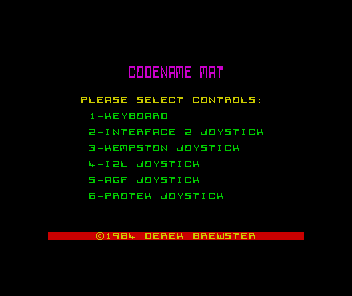 CODENAME MAT
PLEASE SELECT CONTROLS:
1-KEYBOARD
2-INTERFACE 2 JOYSTICK
3-KEMPSTON JOYSTICK
4-I2L JOYSTICK
5-AGF JOYSTICK
6-PROTEK JOYSTICK
©1984 DEREK BREWSTER